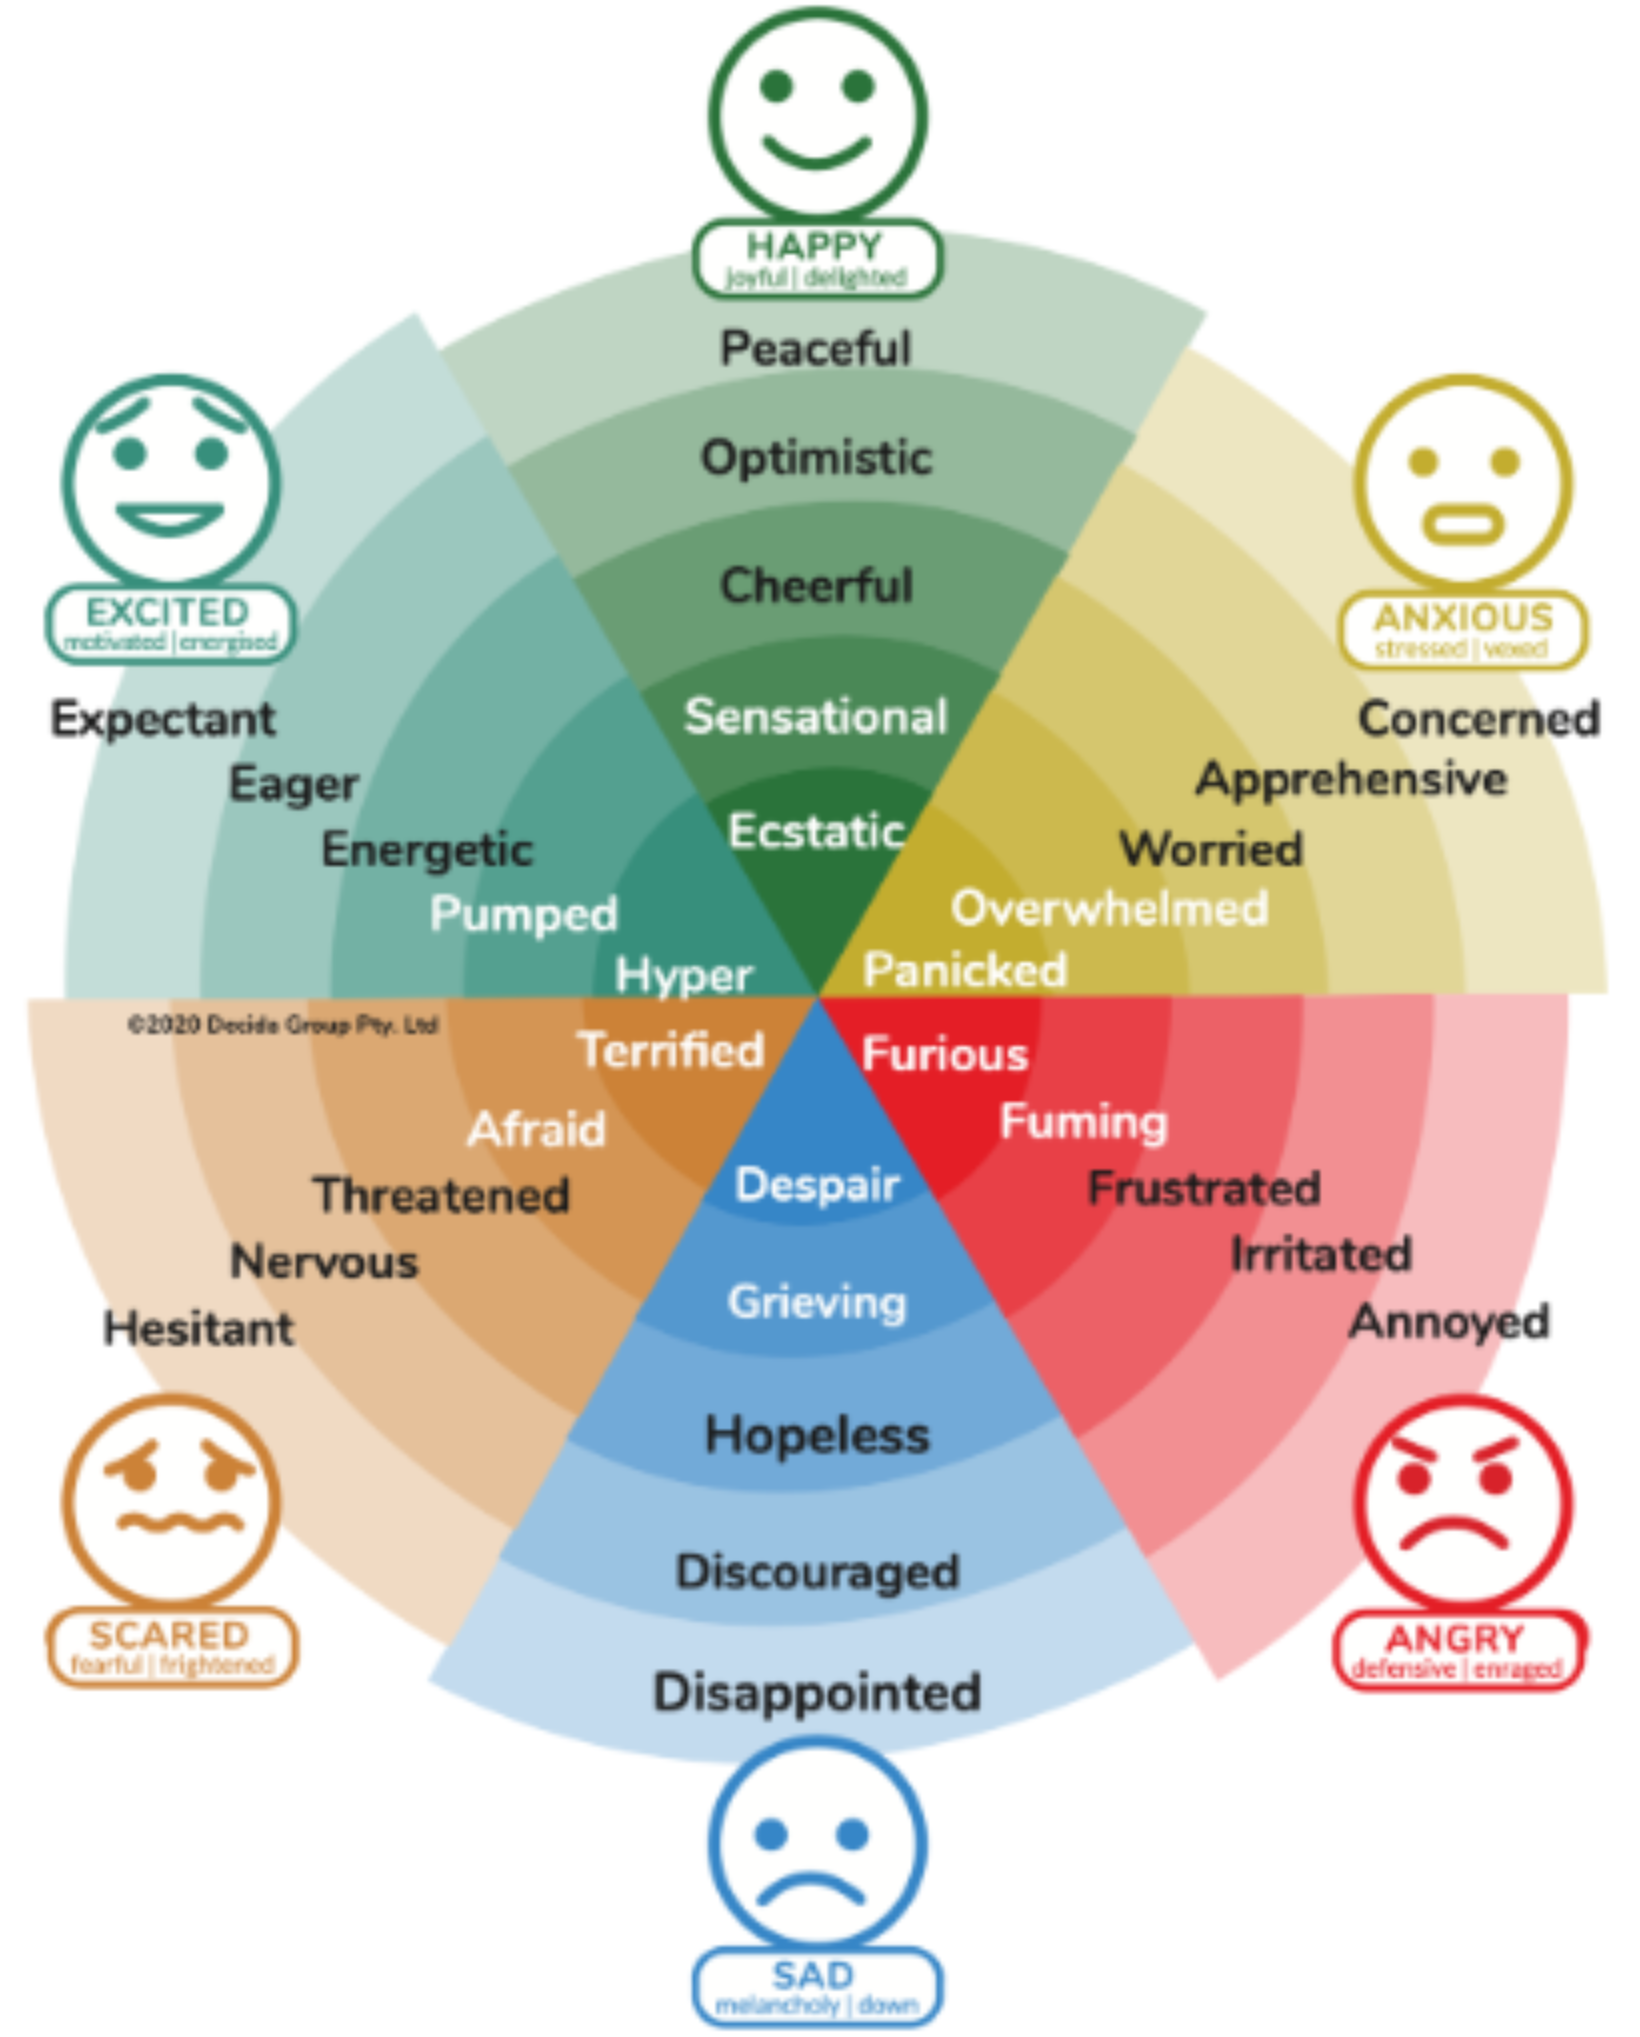 HAPPY
joyful | delighted
Peaceful
Optimistic
Cheerful
Sensational
Ecstatic
EXCITED
motivated | energised
Expectant
Eager
Energetic
Pumped
Hyper
ANXIOUS
stressed | vexed
Concerned
Apprehensive
Worried
Overwhelmed
Panicked
©2020 Decida Group Pty. Ltd
Terrified
Afraid
Threatened
Nervous
Hesitant
SCARED
fearful | frightened
Furious
Fuming
Frustrated
Irritated
Annoyed
ANGRY
defensive | enraged
Despair
Grieving
Hopeless
Discouraged
Disappointed
SAD
melancholy | down